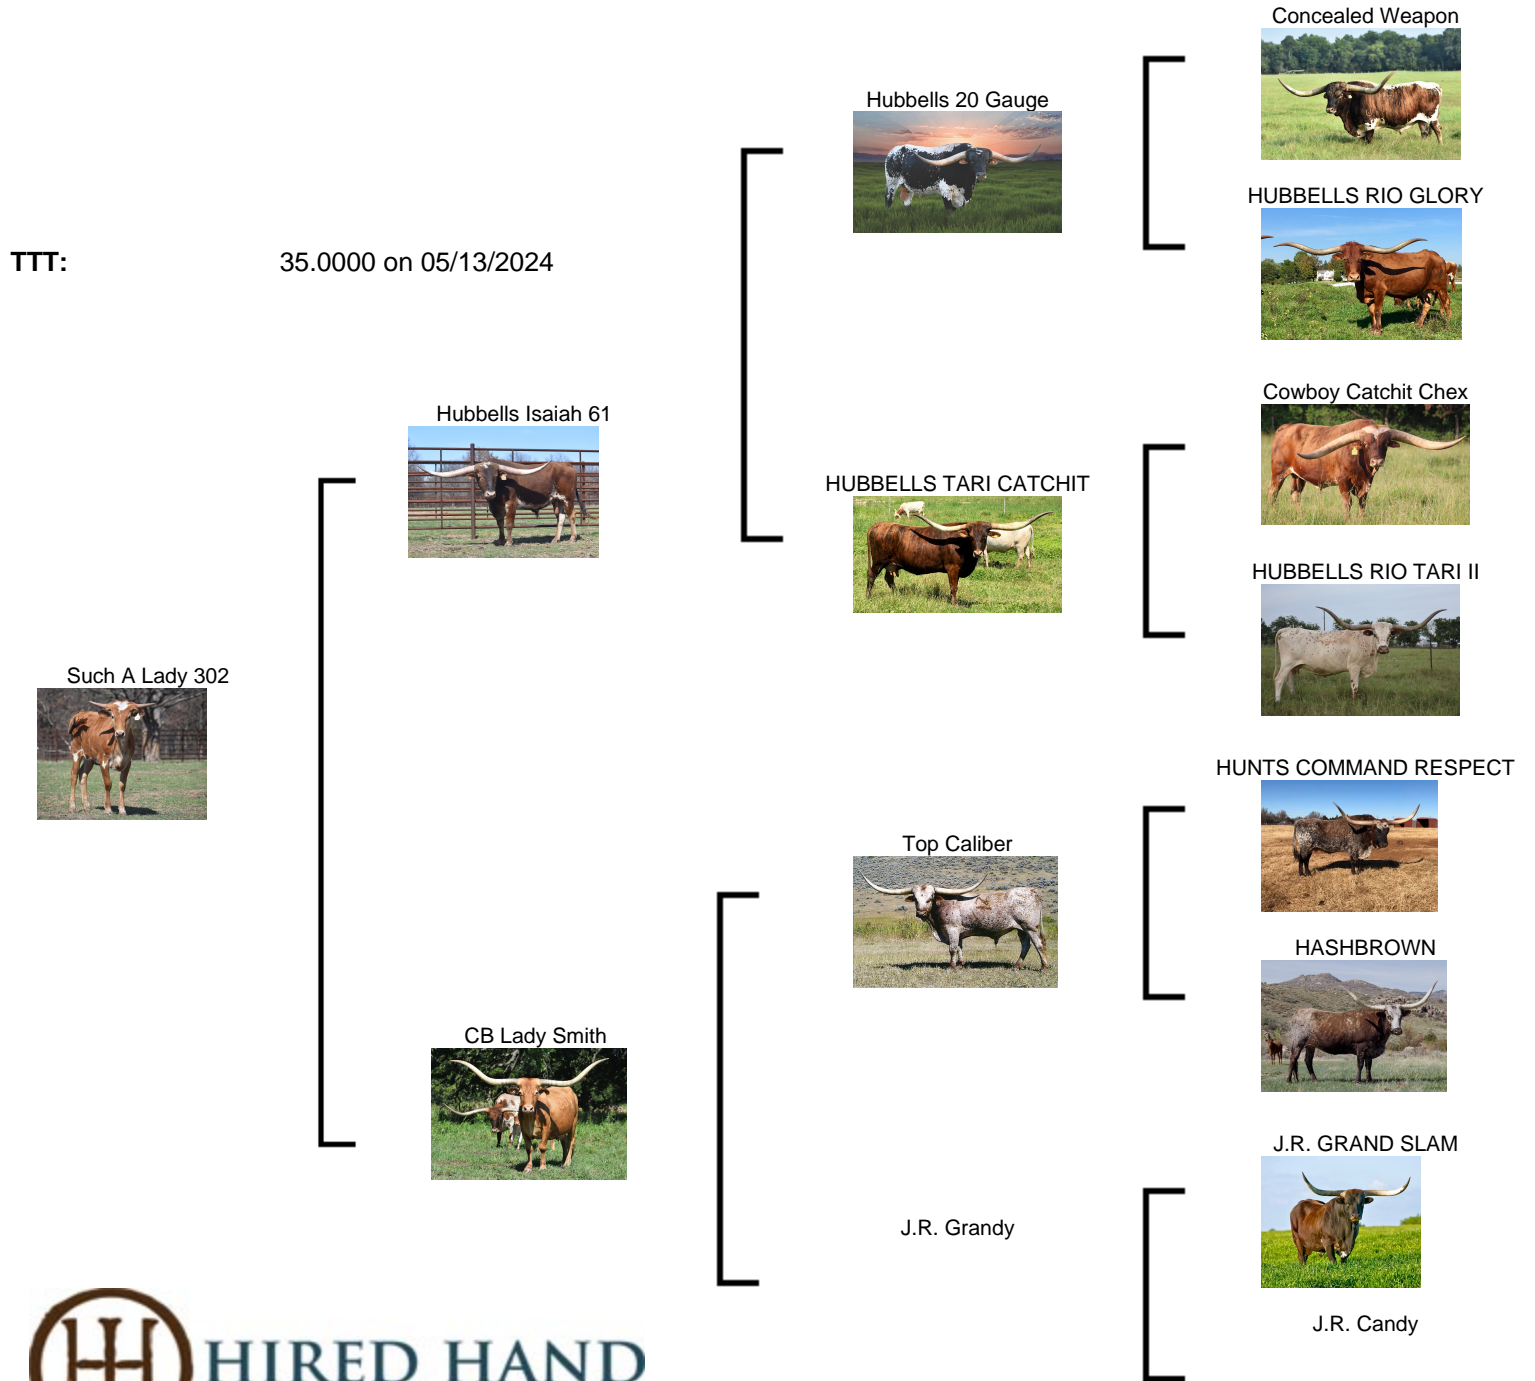 Concealed Weapon
Hubbells 20 Gauge
HUBBELLS RIO GLORY
TTT: 35.0000 on 05/13/2024
Cowboy Catchit Chex
Hubbells Isaiah 61
HUBBELLS TARI CATCHIT
HUBBELLS RIO TARI II
Such A Lady 302
HUNTS COMMAND RESPECT
Top Caliber
HASHBROWN
CB Lady Smith
J.R. GRAND SLAM
J.R. Grandy
J.R. Candy
HIRED HAND